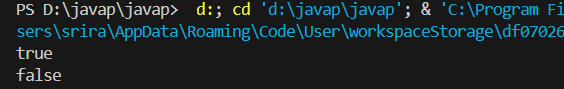 PS D:\javap\javap> d:; cd 'd:\javap\javap'; & 'C:\Program Fi
sers\srira\AppData\Roaming\Code\User\workspaceStorage\df07026
true
false